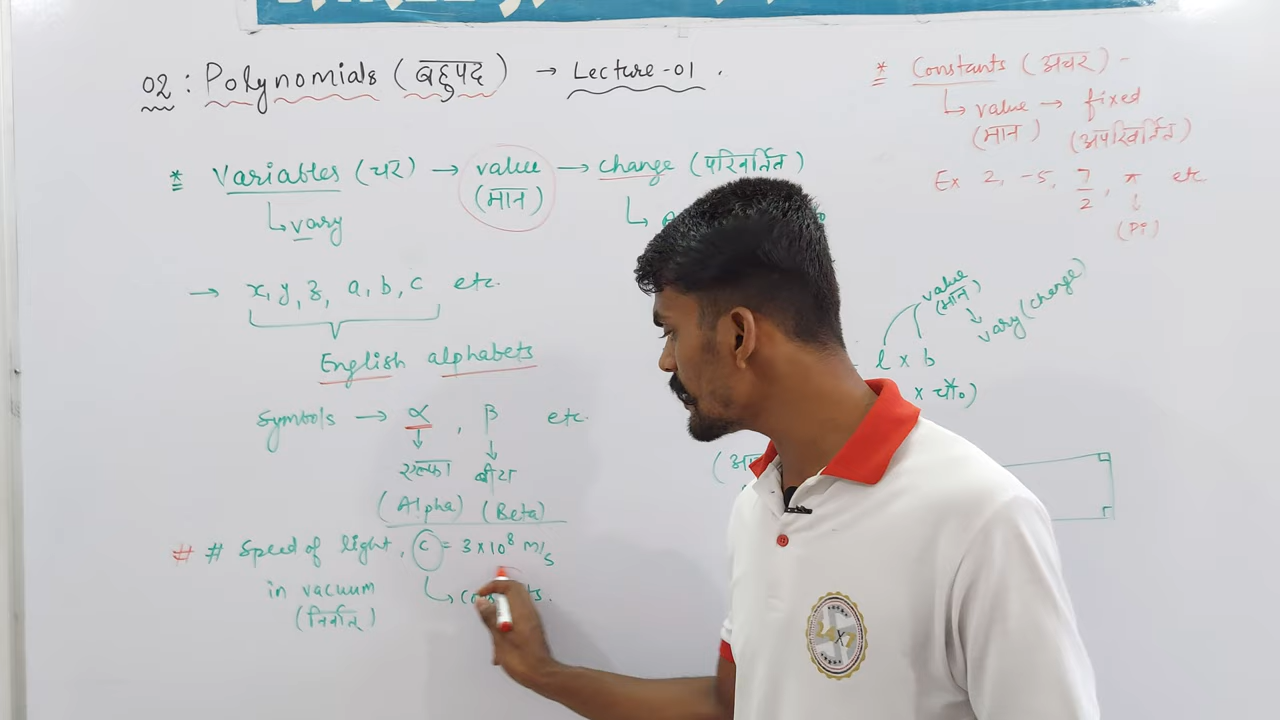 02 : Polynomials (बहुपद) → Lecture-01 .
* Variables (चर) → value → change (परिवर्तित)
(मान)
↳ vary
→ x, y, z, a, b, c etc.
English alphabets
Symbols → α , β etc.
एल्फा बीटा
(Alpha) (Beta)
# # Speed of light, c = 3×10⁸ m/s
in vacuum
(निर्वात)
* Constants (अचर) -
↳ value → fixed
(मान) (अपरिवर्तित)
Ex 2, -5, 7/2, π etc
(Pi)
value
(मान)
vary (change)
l × b
× चौ०)
24x7